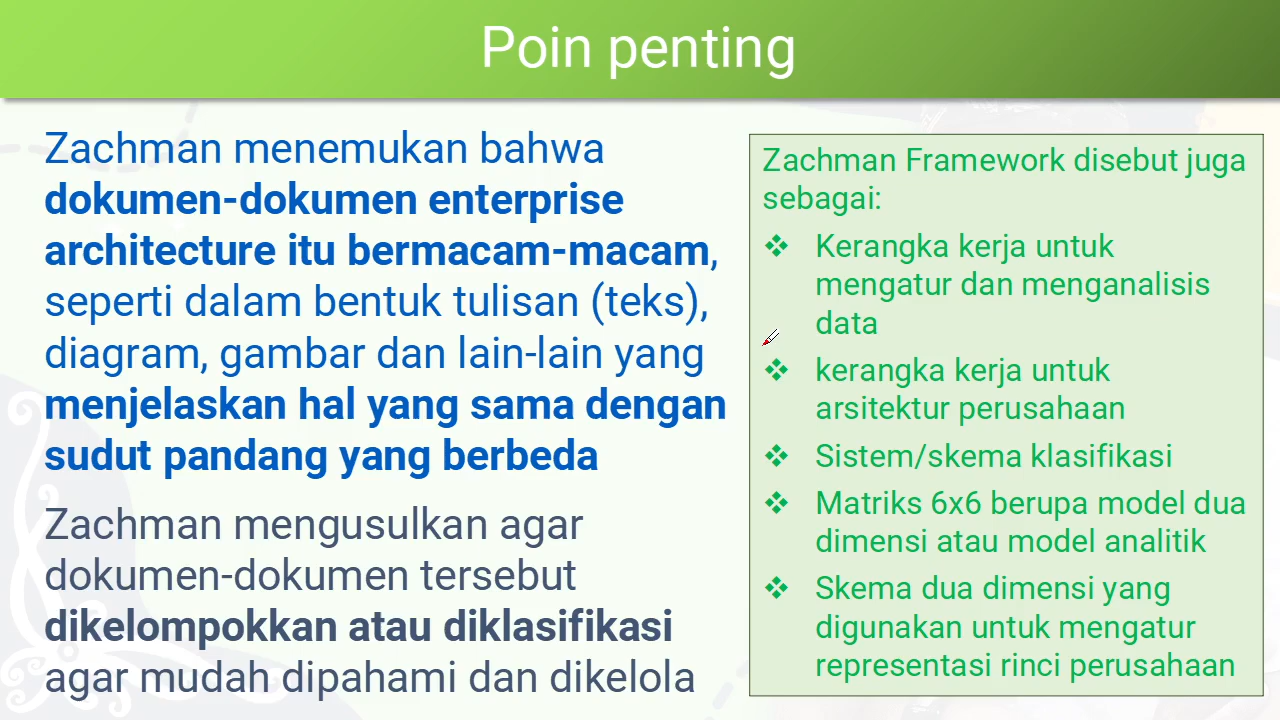 Poin penting
Zachman menemukan bahwa
dokumen-dokumen enterprise
architecture itu bermacam-macam,
seperti dalam bentuk tulisan (teks),
diagram, gambar dan lain-lain yang
menjelaskan hal yang sama dengan
sudut pandang yang berbeda
Zachman mengusulkan agar
dokumen-dokumen tersebut
dikelompokkan atau diklasifikasi
agar mudah dipahami dan dikelola
Zachman Framework disebut juga
sebagai:
❖ Kerangka kerja untuk
mengatur dan menganalisis
data
❖ kerangka kerja untuk
arsitektur perusahaan
❖ Sistem/skema klasifikasi
❖ Matriks 6x6 berupa model dua
dimensi atau model analitik
❖ Skema dua dimensi yang
digunakan untuk mengatur
representasi rinci perusahaan